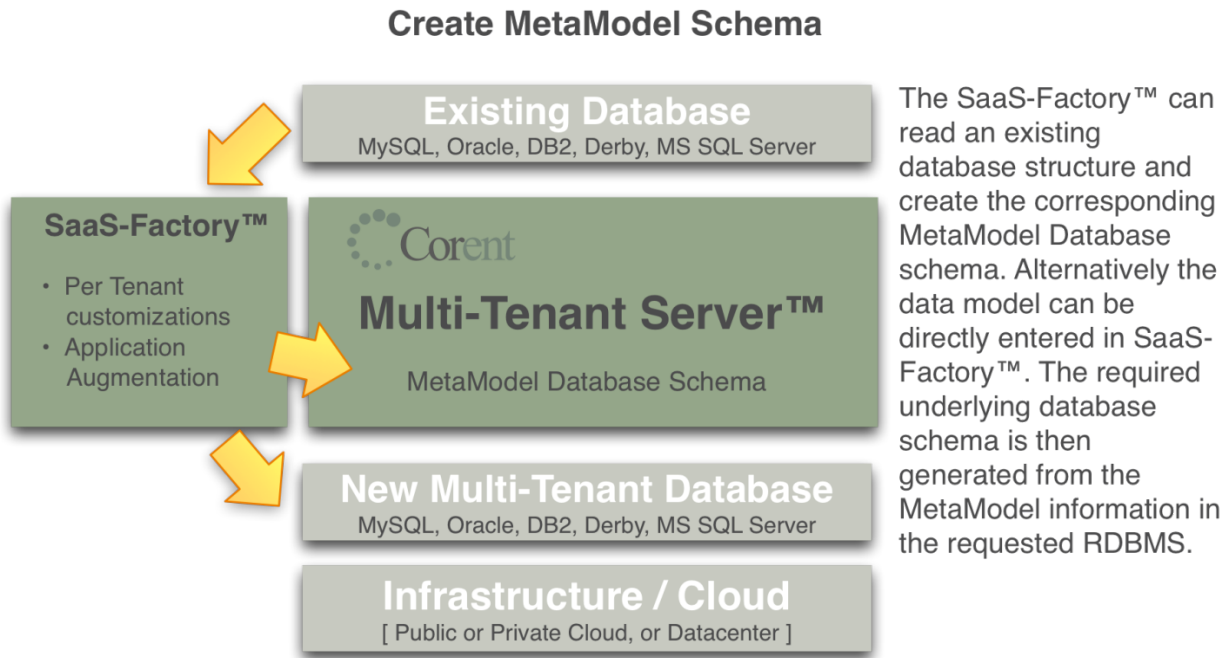 Create MetaModel Schema
Existing Database
MySQL, Oracle, DB2, Derby, MS SQL Server
SaaS-Factory™
• Per Tenant
customizations
• Application
Augmentation
Corent
Multi-Tenant Server™
MetaModel Database Schema
New Multi-Tenant Database
MySQL, Oracle, DB2, Derby, MS SQL Server
Infrastructure / Cloud
[ Public or Private Cloud, or Datacenter ]
The SaaS-Factory™ can
read an existing
database structure and
create the corresponding
MetaModel Database
schema. Alternatively the
data model can be
directly entered in SaaS-
Factory™. The required
underlying database
schema is then
generated from the
MetaModel information in
the requested RDBMS.